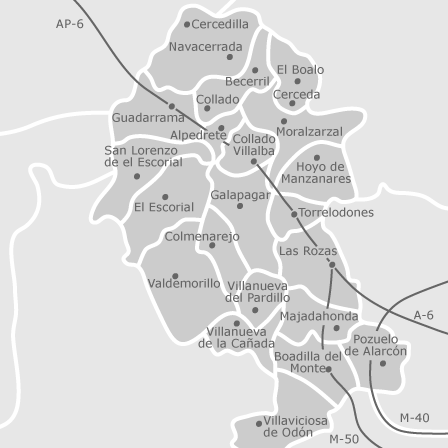 AP-6
Cercedilla
Navacerrada
Becerril
El Boalo
Cerceda
Collado
Guadarrama
Alpedrete
Moralzarzal
Collado
Villalba
San Lorenzo
de el Escorial
Hoyo de
Manzanares
El Escorial
Galapagar
Torrelodones
Colmenarejo
Las Rozas
Valdemorillo
Villanueva
del Pardillo
Majadahonda
A-6
Villanueva
de la Cañada
Pozuelo
de Alarcón
Boadilla del
Monte
Villaviciosa
de Odón
M-40
M-50